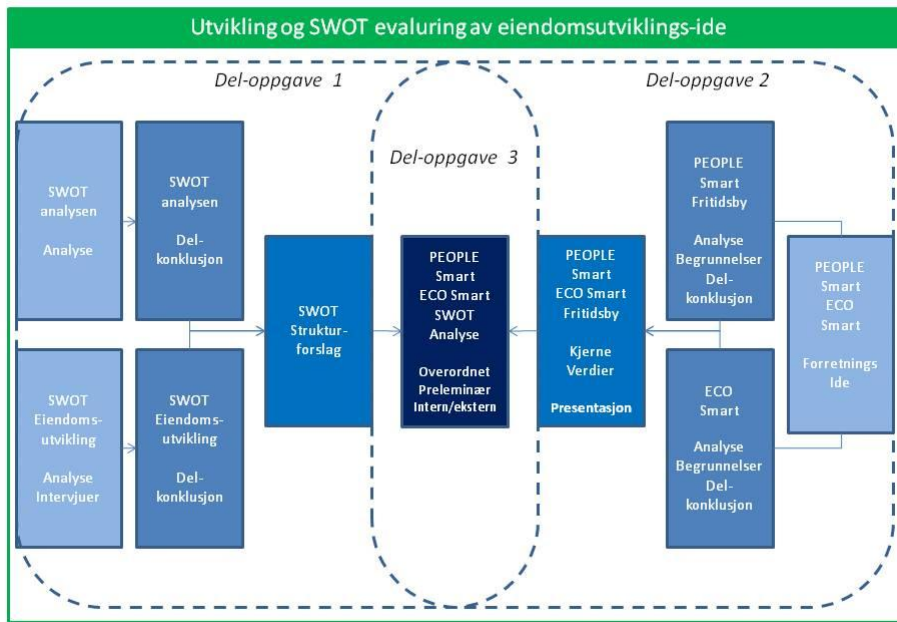 Utvikling og SWOT evaluring av eiendomsutviklings-ide
Del-oppgave 1
Del-oppgave 2
Del-oppgave 3
SWOT
analysen
Analyse
SWOT
analysen
Del-
konklusjon
SWOT
Eiendoms-
utvikling
Analyse
Intervjuer
SWOT
Eiendoms-
utvikling
Del-
konklusjon
SWOT
Struktur-
forslag
PEOPLE
Smart
ECO Smart
SWOT
Analyse
Overordnet
Preleminær
Intern/ekstern
PEOPLE
Smart
ECO Smart
Fritidsby
Kjerne
Verdier
Presentasjon
PEOPLE
Smart
Fritidsby
Analyse
Begrunnelser
Del-
konklusjon
ECO
Smart
Analyse
Begrunnelser
Del-
konklusjon
PEOPLE
Smart
ECO
Smart
Forretnings
Ide